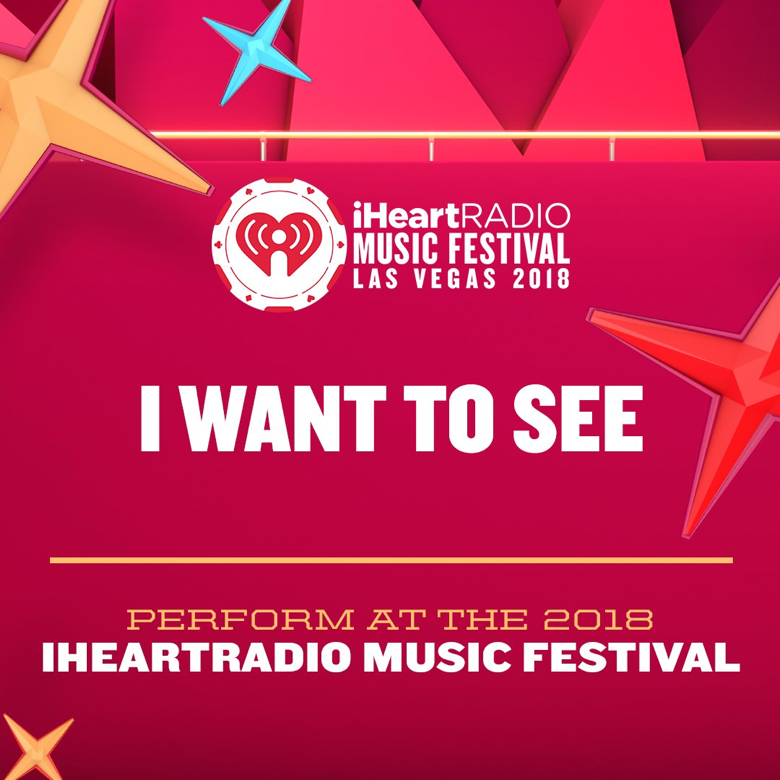 iHeartRADIO
MUSIC FESTIVAL
LAS VEGAS 2018
I WANT TO SEE
PERFORM AT THE 2018
IHEARTRADIO MUSIC FESTIVAL